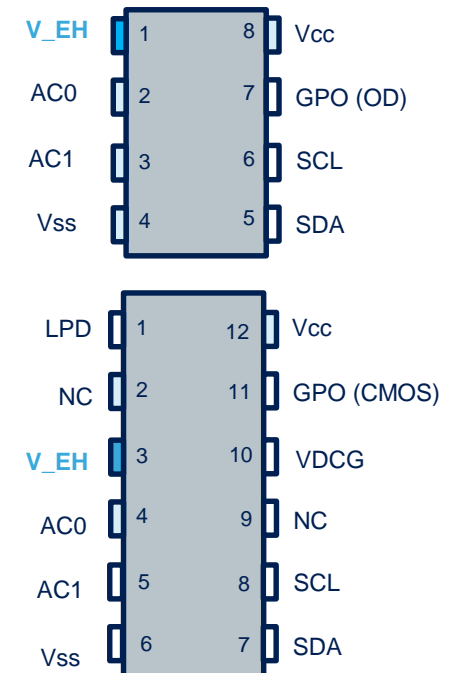 V_EH 1 8 Vcc
AC0 2 7 GPO (OD)
AC1 3 6 SCL
Vss 4 5 SDA
LPD 1 12 Vcc
NC 2 11 GPO (CMOS)
V_EH 3 10 VDCG
AC0 4 9 NC
AC1 5 8 SCL
Vss 6 7 SDA